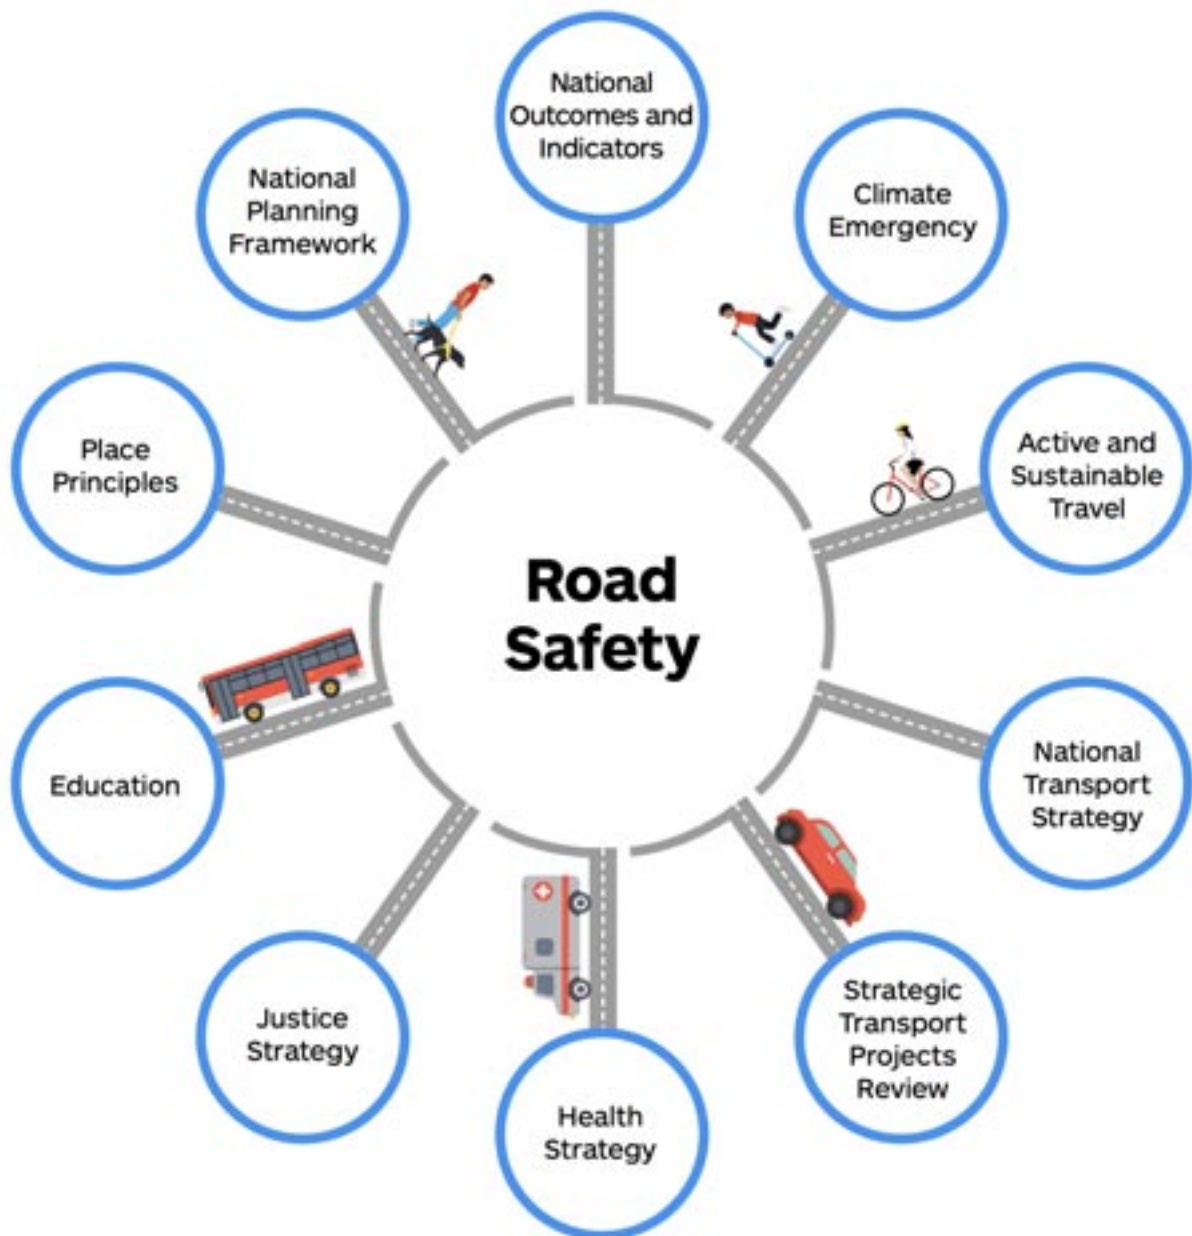 National
Outcomes and
Indicators
Climate
Emergency
Active and
Sustainable
Travel
National
Transport
Strategy
Strategic
Transport
Projects
Review
Health
Strategy
Justice
Strategy
Education
Place
Principles
National
Planning
Framework
Road
Safety